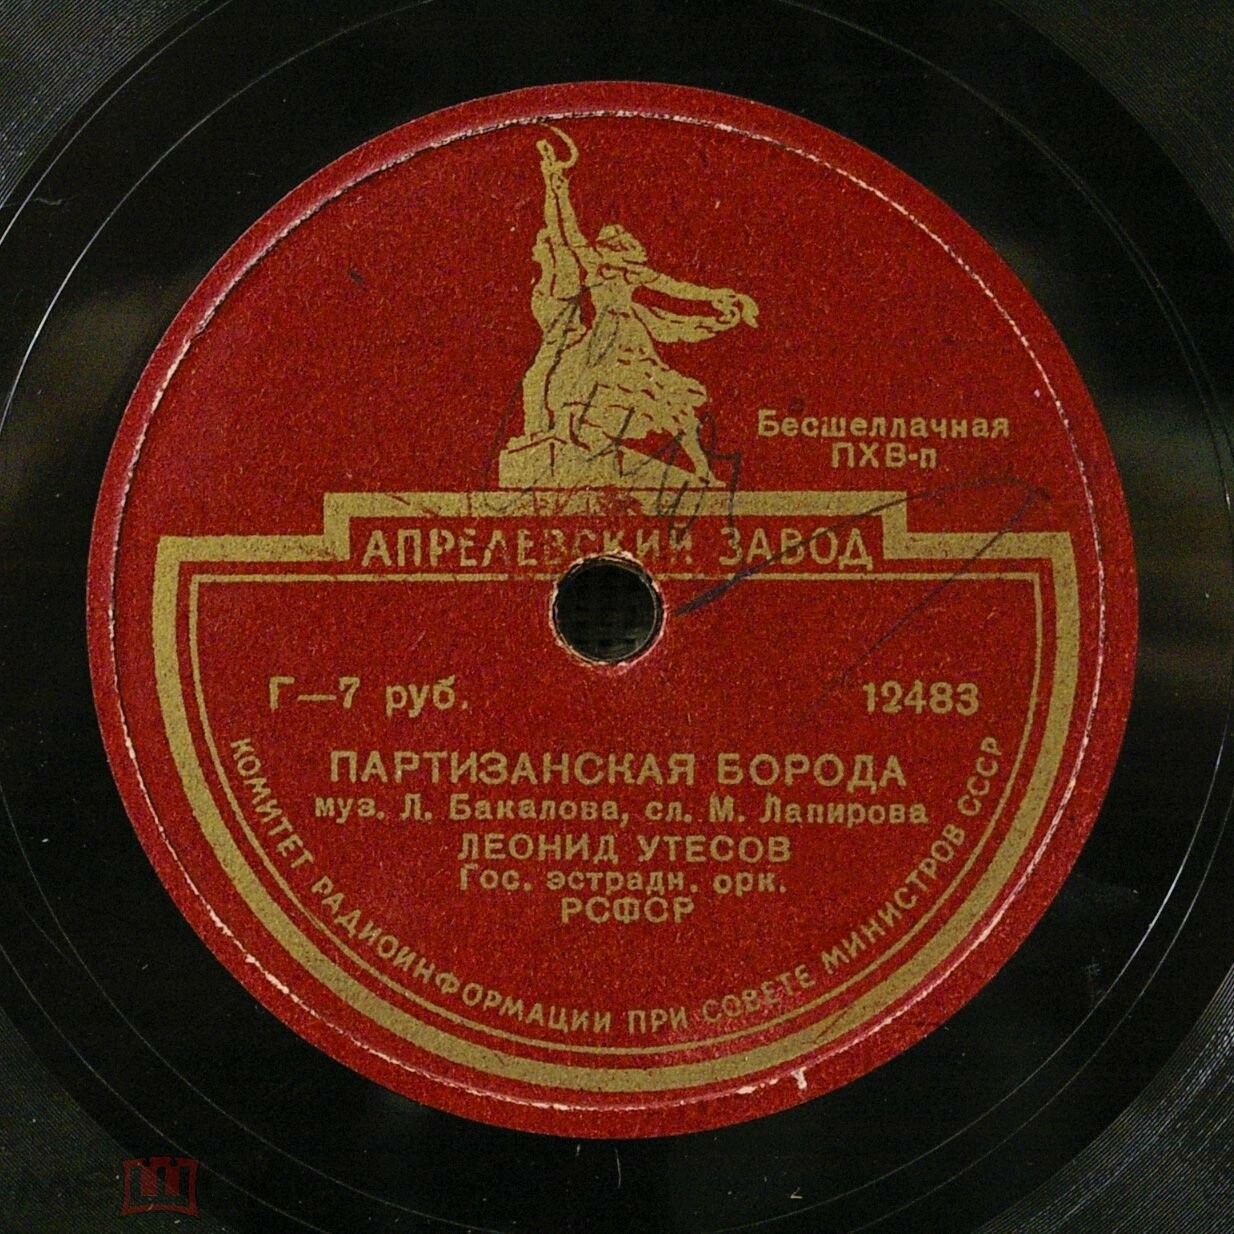 Бесшеллачная
ПХВ-п
АПРЕЛЕВСКИЙ ЗАВОД
Г—7 руб.
12483
ПАРТИЗАНСКАЯ БОРОДА
муз. Л. Бакалова, сл. М. Лапирова
ЛЕОНИД УТЕСОВ
Гос. эстрадн. орк.
РСФСР
КОМИТЕТ РАДИОИНФОРМАЦИИ ПРИ СОВЕТЕ МИНИСТРОВ СССР